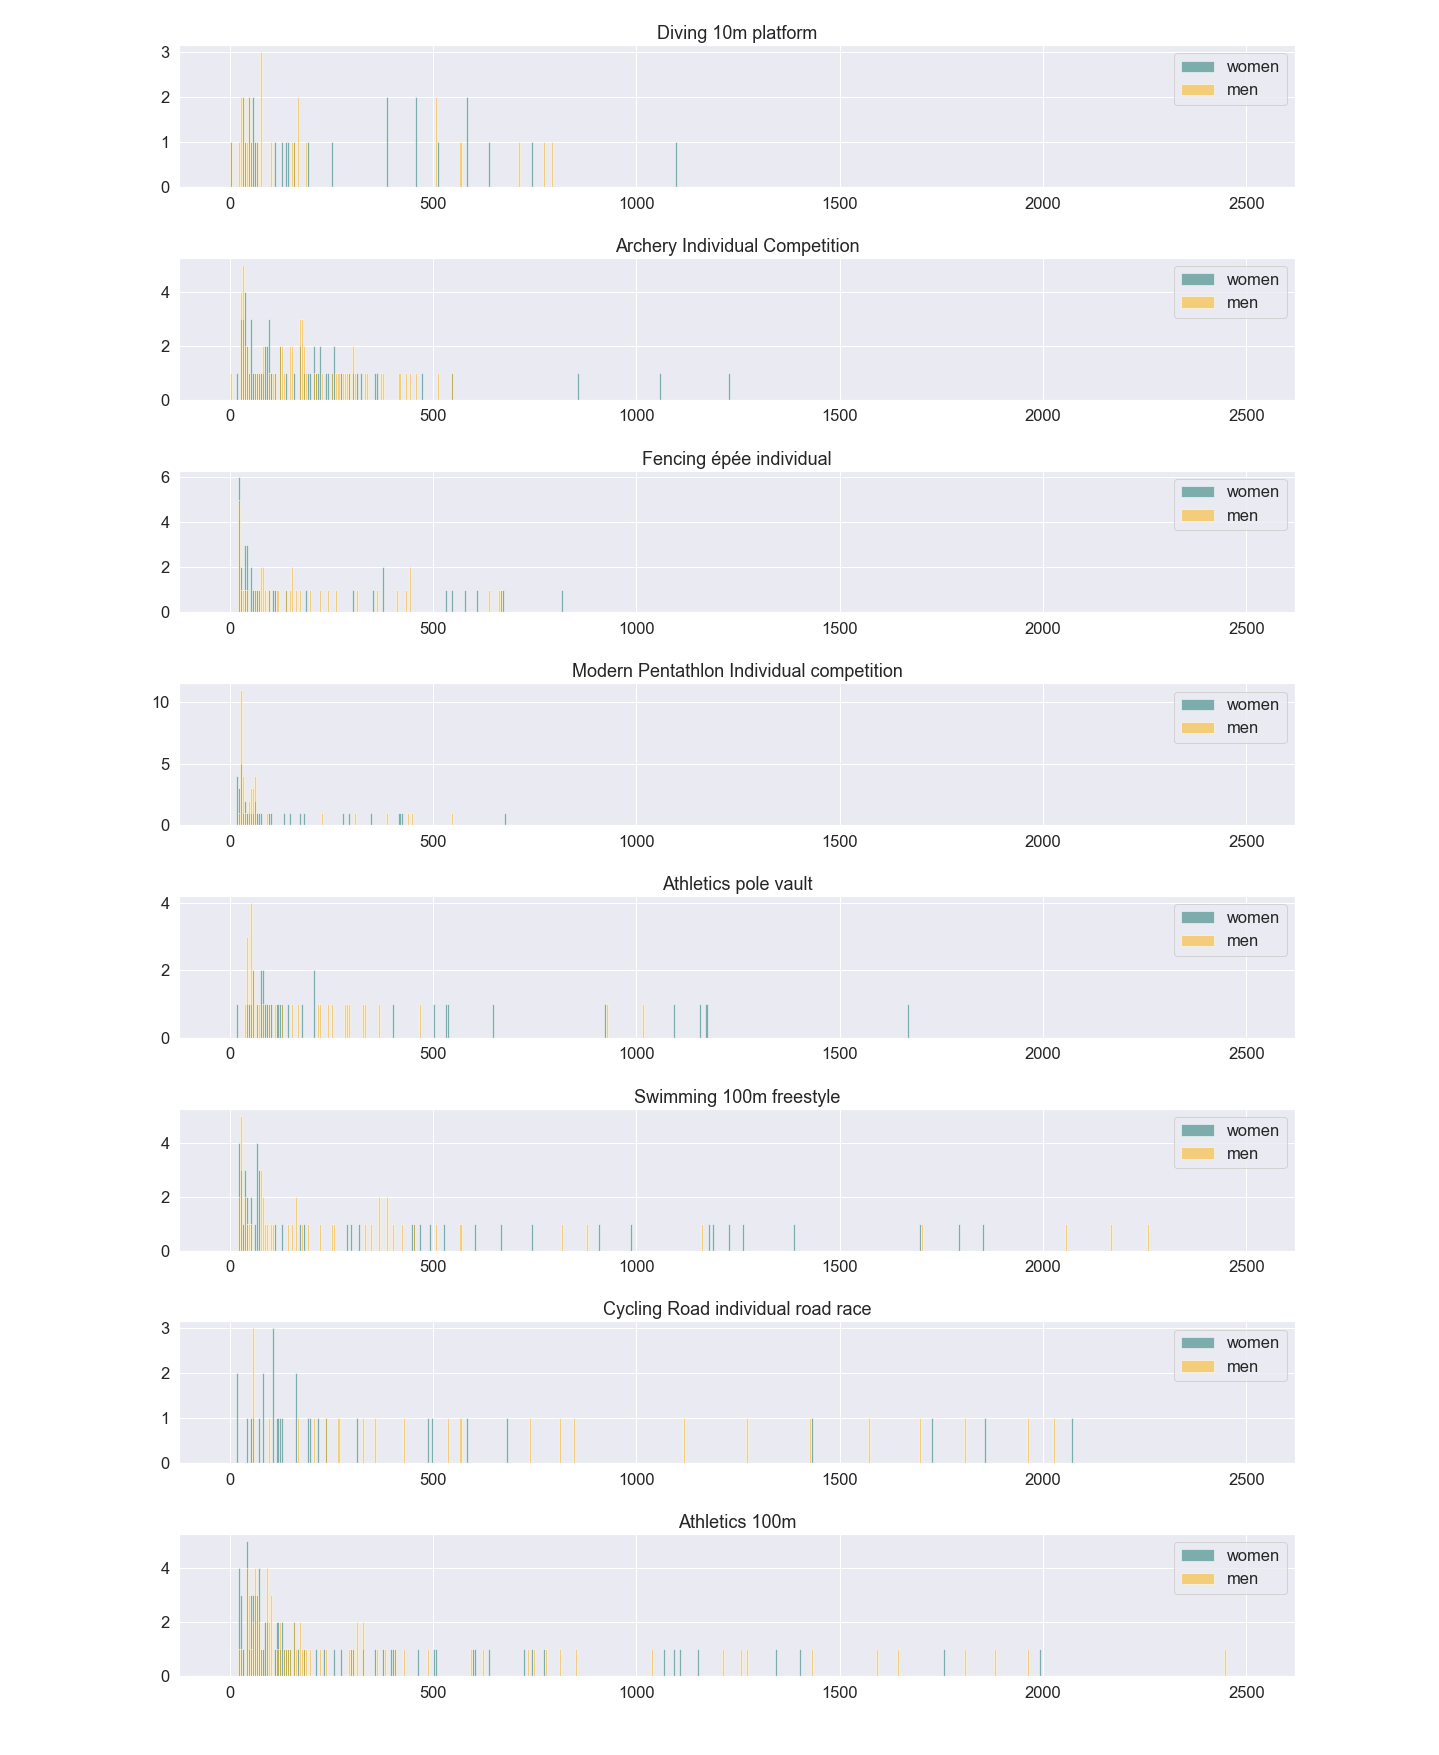 Diving 10m platform
3
2
1
0
women
men
0 500 1000 1500 2000 2500
Archery Individual Competition
4
2
0
women
men
0 500 1000 1500 2000 2500
Fencing épée individual
6
4
2
0
women
men
0 500 1000 1500 2000 2500
Modern Pentathlon Individual competition
10
5
0
women
men
0 500 1000 1500 2000 2500
Athletics pole vault
4
2
0
women
men
0 500 1000 1500 2000 2500
Swimming 100m freestyle
4
2
0
women
men
0 500 1000 1500 2000 2500
Cycling Road individual road race
3
2
1
0
women
men
0 500 1000 1500 2000 2500
Athletics 100m
4
2
0
women
men
0 500 1000 1500 2000 2500